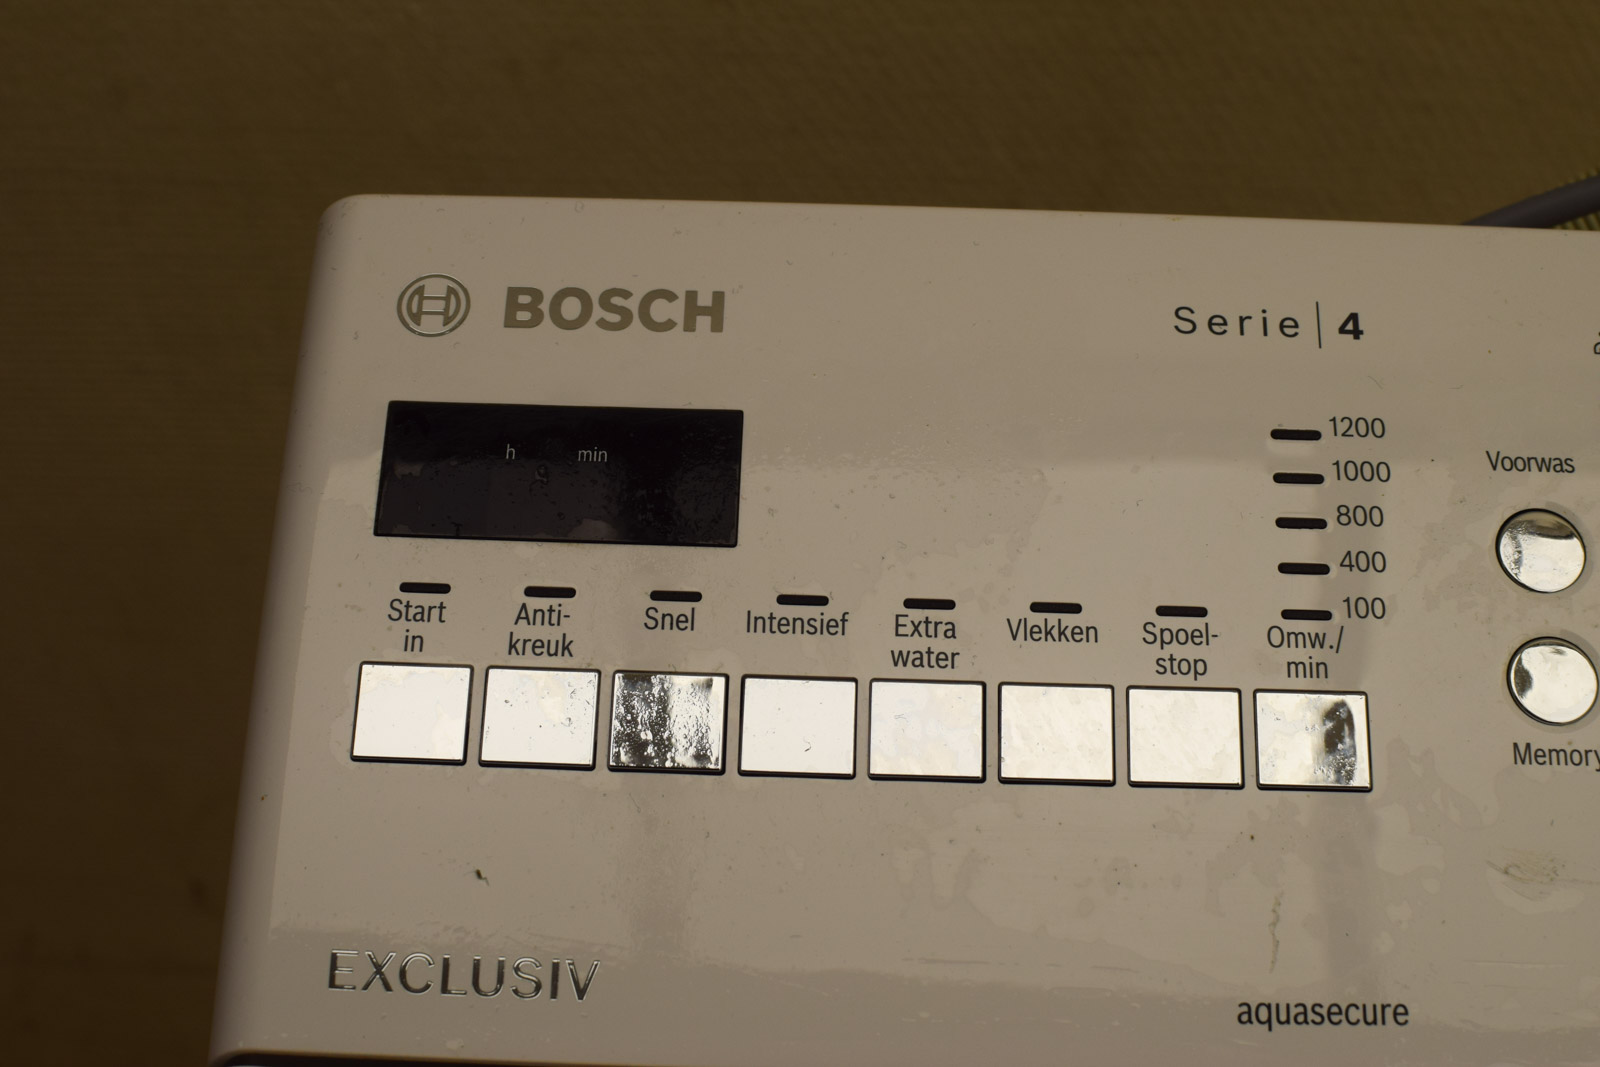 BOSCH
Serie | 4
h min
1200
1000
800
400
100
Voorwas
Start
in
Anti-
kreuk
Snel
Intensief
Extra
water
Vlekken
Spoel-
stop
Omw./
min
Memory
EXCLUSIV
aquasecure